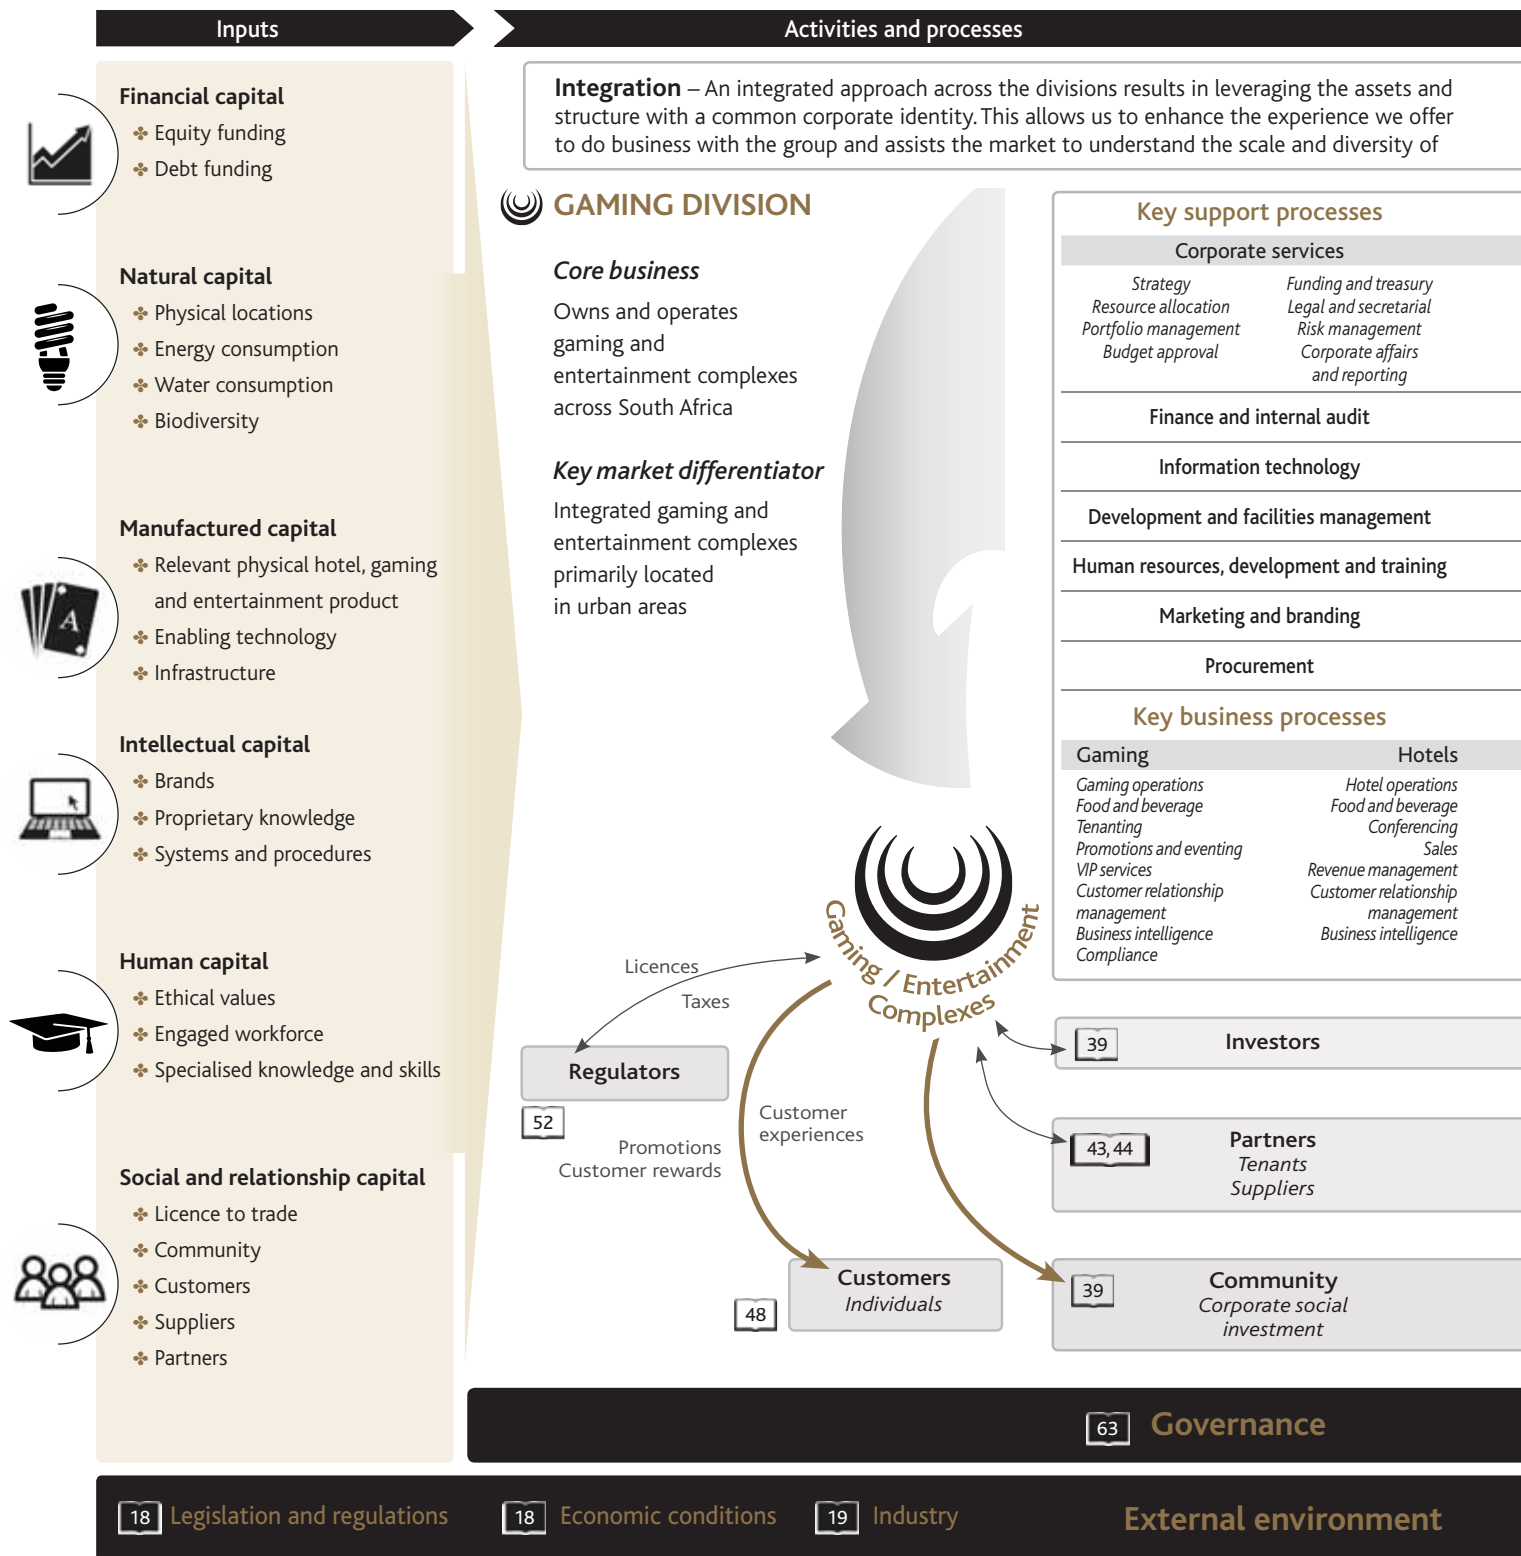 Inputs
Activities and processes
Financial capital
Equity funding
Debt funding
Natural capital
Physical locations
Energy consumption
Water consumption
Biodiversity
Manufactured capital
Relevant physical hotel, gaming
and entertainment product
Enabling technology
Infrastructure
A
Intellectual capital
Brands
Proprietary knowledge
Systems and procedures
Human capital
Ethical values
Engaged workforce
Specialised knowledge and skills
Social and relationship capital
Licence to trade
Community
Customers
Suppliers
Partners
Integration – An integrated approach across the divisions results in leveraging the assets and
structure with a common corporate identity. This allows us to enhance the experience we offer
to do business with the group and assists the market to understand the scale and diversity of
GAMING DIVISION
Core business
Owns and operates
gaming and
entertainment complexes
across South Africa
Key market differentiator
Integrated gaming and
entertainment complexes
primarily located
in urban areas
Key support processes
Corporate services
Strategy
Resource allocation
Portfolio management
Budget approval
Funding and treasury
Legal and secretarial
Risk management
Corporate affairs
and reporting
Finance and internal audit
Information technology
Development and facilities management
Human resources, development and training
Marketing and branding
Procurement
Key business processes
Gaming
Gaming operations
Food and beverage
Tenanting
Promotions and eventing
VIP services
Customer relationship
management
Business intelligence
Compliance
Hotels
Hotel operations
Food and beverage
Conferencing
Sales
Revenue management
Customer relationship
management
Business intelligence
Gaming / Entertainment
Complexes
Licences
Taxes
Regulators
52
Promotions
Customer rewards
Customer
experiences
Customers
Individuals
48
39
Investors
43, 44
Partners
Tenants
Suppliers
39
Community
Corporate social
investment
63
Governance
18 Legislation and regulations
18 Economic conditions
19 Industry
External environment